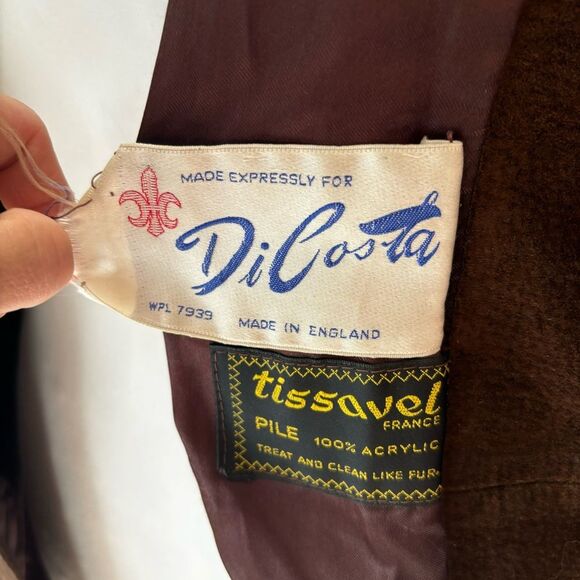 MADE EXPRESSLY FOR
DiCosta
WPL 7939 MADE IN ENGLAND
tissavel
FRANCE
PILE 100% ACRYLIC
TREAT AND CLEAN LIKE FUR.